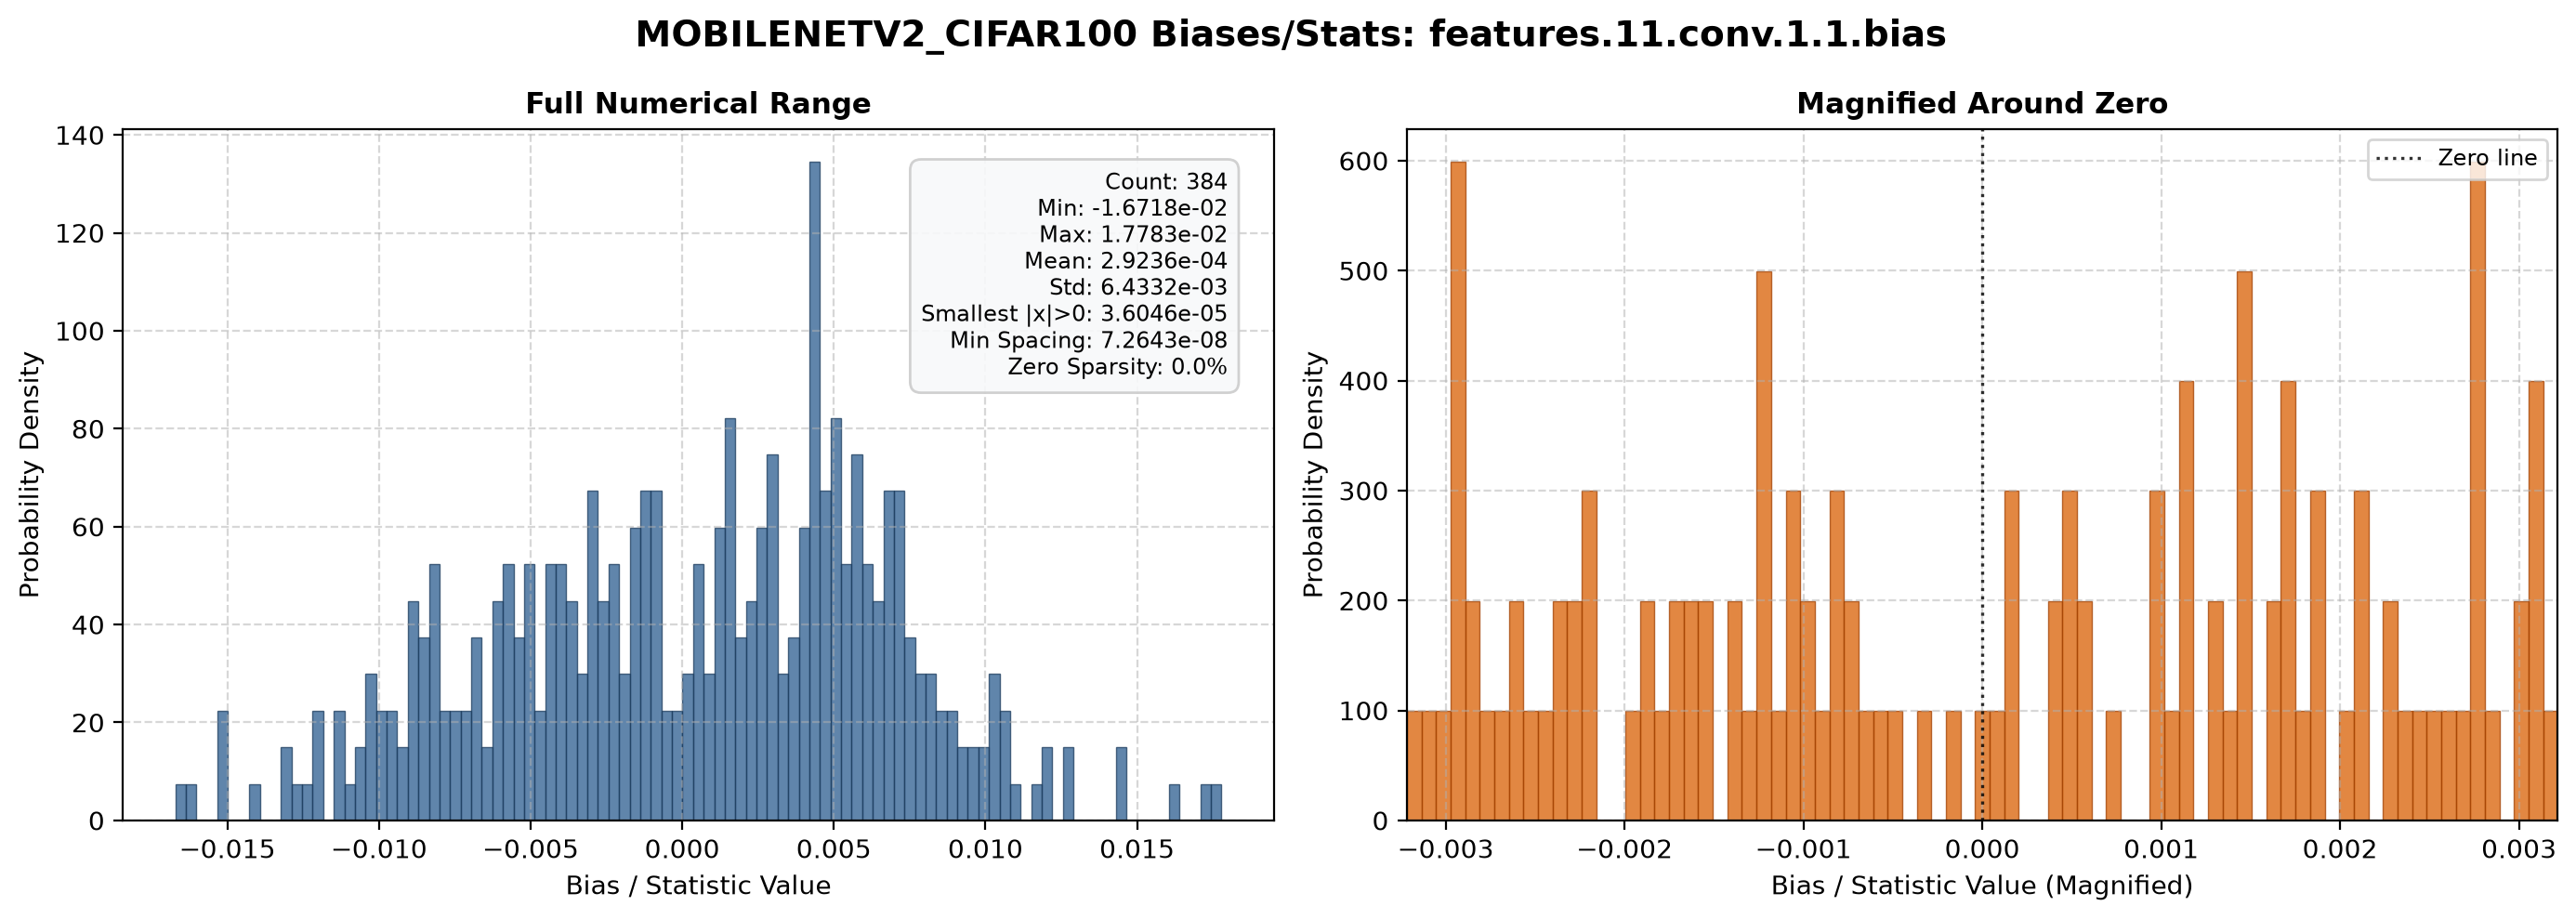 MOBILENETV2_CIFAR100 Biases/Stats: features.11.conv.1.1.bias
Full Numerical Range
Probability Density
140
120
100
80
60
40
20
0
Count: 384
Min: -1.6718e-02
Max: 1.7783e-02
Mean: 2.9236e-04
Std: 6.4332e-03
Smallest |x|>0: 3.6046e-05
Min Spacing: 7.2643e-08
Zero Sparsity: 0.0%
−0.015 −0.010 −0.005 0.000 0.005 0.010 0.015
Bias / Statistic Value
Magnified Around Zero
Probability Density
600
500
400
300
200
100
0
Zero line
−0.003 −0.002 −0.001 0.000 0.001 0.002 0.003
Bias / Statistic Value (Magnified)